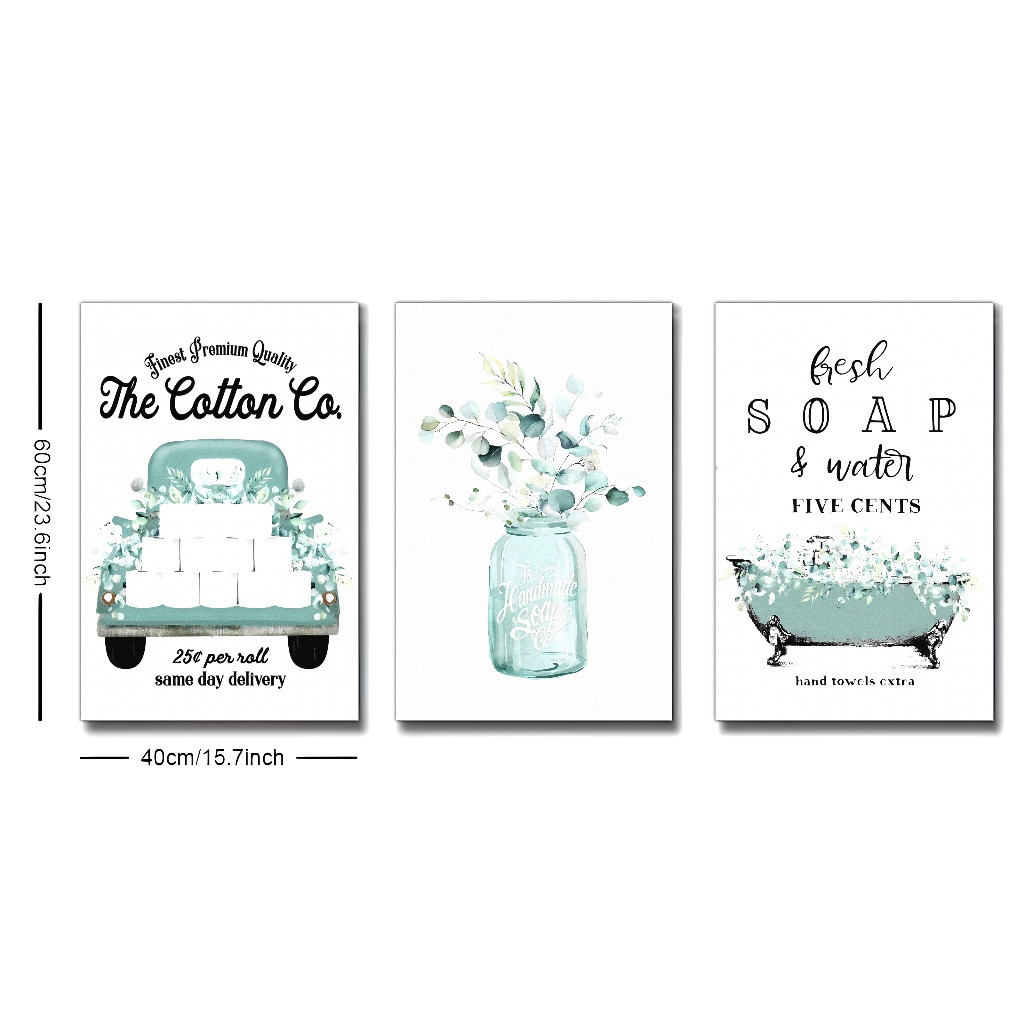 60cm/23.6inch
Finest Premium Quality
The Cotton Co.
25¢ per roll
same day delivery
40cm/15.7inch
The
Handmade
Soap
Co.
fresh
SOAP
& water
FIVE CENTS
hand towels extra